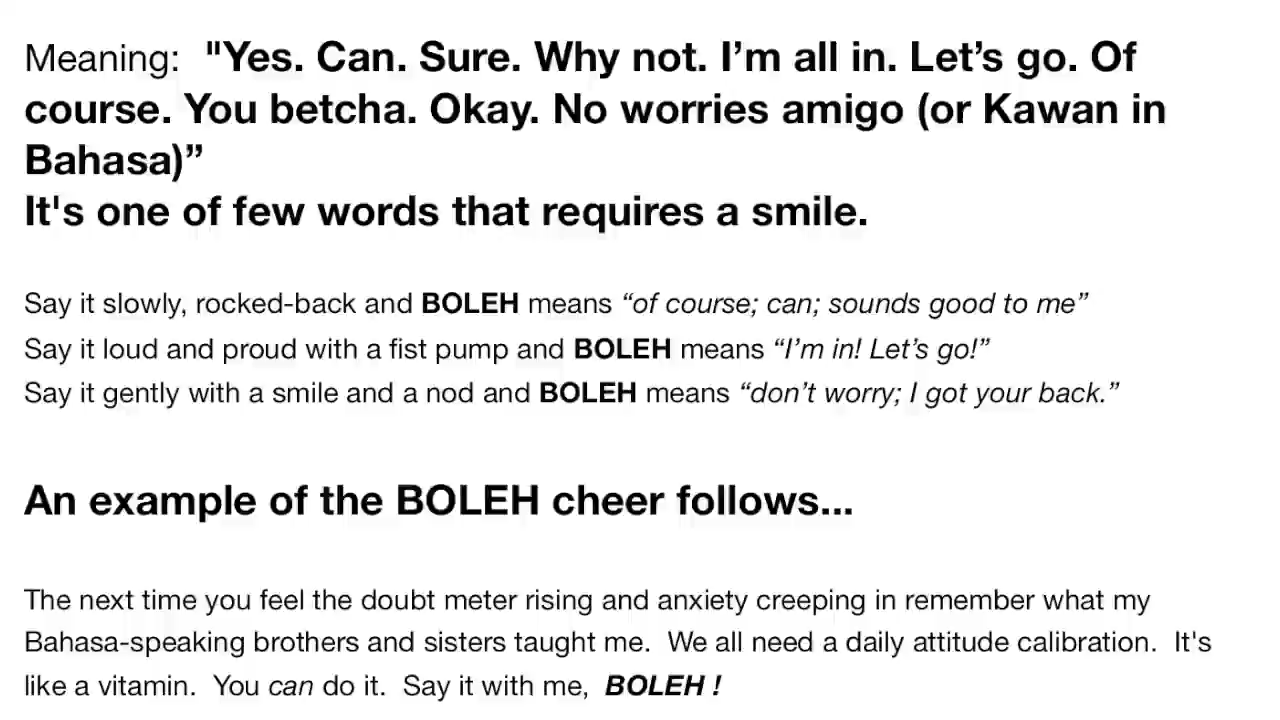 Meaning:  "Yes. Can. Sure. Why not. I’m all in. Let’s go. Of
course. You betcha. Okay. No worries amigo (or Kawan in
Bahasa)”
It's one of few words that requires a smile.
Say it slowly, rocked-back and BOLEH means “of course; can; sounds good to me”
Say it loud and proud with a fist pump and BOLEH means “I’m in! Let’s go!”
Say it gently with a smile and a nod and BOLEH means “don’t worry; I got your back.”
An example of the BOLEH cheer follows...
The next time you feel the doubt meter rising and anxiety creeping in remember what my
Bahasa-speaking brothers and sisters taught me.  We all need a daily attitude calibration.  It's
like a vitamin.  You can do it.  Say it with me,  BOLEH !